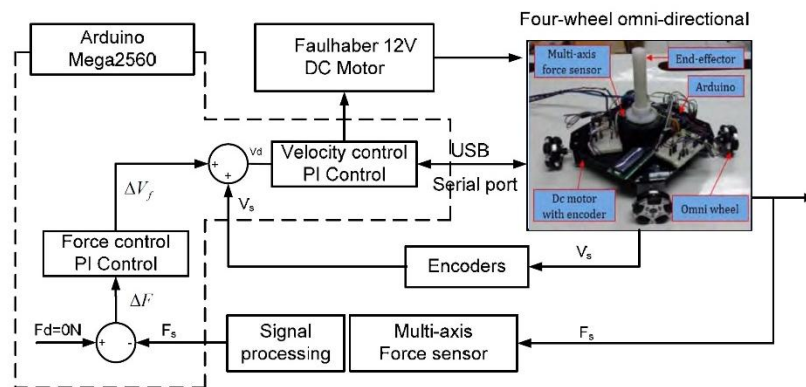 Four-wheel omni-directional
Arduino
Mega2560
Faulhaber 12V
DC Motor
Multi-axis
force sensor
End-effector
Arduino
Dc motor
with encoder
Omni wheel
+
+
Vd
Velocity control
PI Control
USB
Serial port
ΔVf
Vs
Force control
PI Control
Encoders
Vs
ΔF
Fd=0N
+
-
Fs
Signal
processing
Multi-axis
Force sensor
Fs